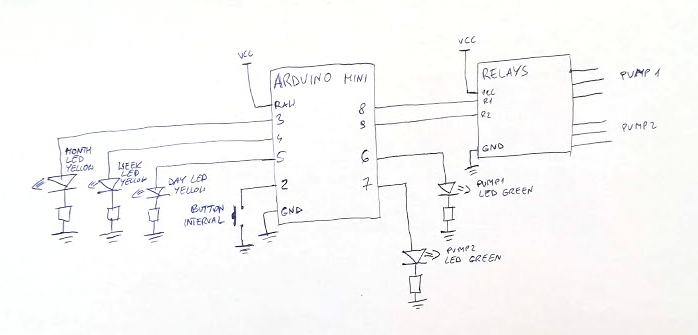 VCC
ARDUINO MINI
RAW
3
4
5
2
GND
8
9
6
7
MONTH
LED
YELLOW
WEEK
LED
YELLOW
DAY LED
YELLOW
BUTTON
INTERVAL
VCC
RELAYS
VCC
R1
R2
GND
PUMP 1
PUMP2
PUMP1
LED GREEN
PUMP2
LED GREEN